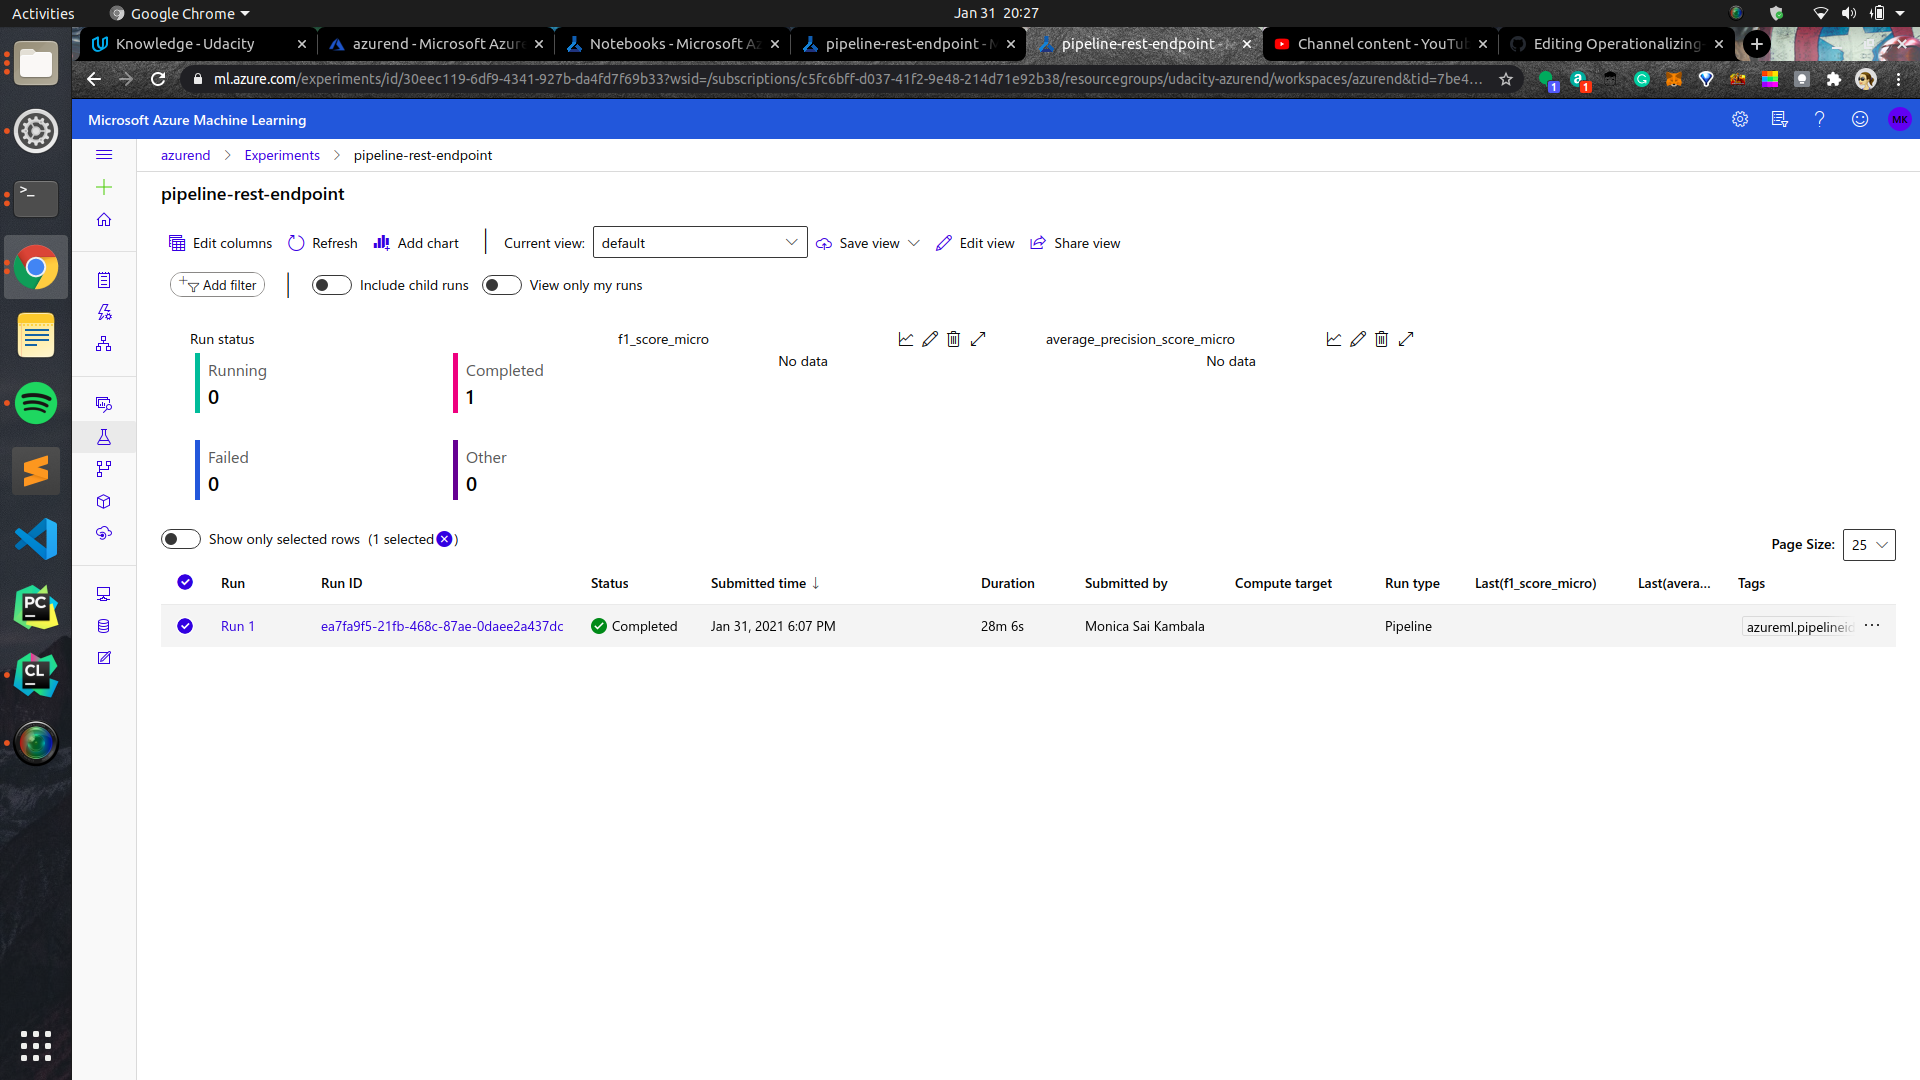 Activities
Google Chrome
Jan 31 20:27
Knowledge - Udacity
azurend - Microsoft Azure
Notebooks - Microsoft Az
pipeline-rest-endpoint - M
pipeline-rest-endpoint - M
Channel content - YouTub
Editing Operationalizing-
ml.azure.com/experiments/id/30eec119-6df9-4341-927b-da4fd7f69b33?wsid=/subscriptions/c5fc6bff-d037-41f2-9e48-214d71e92b38/resourcegroups/udacity-azurend/workspaces/azurend&tid=7be4...
1
1
Microsoft Azure Machine Learning
MK
azurend
Experiments
pipeline-rest-endpoint
pipeline-rest-endpoint
Edit columns
Refresh
Add chart
Current view:
default
Save view
Edit view
Share view
Add filter
Include child runs
View only my runs
Run status
Running
0
Completed
1
Failed
0
Other
0
f1_score_micro
No data
average_precision_score_micro
No data
Show only selected rows (1 selected )
Page Size:
25
Run Run ID Status Submitted time ↓ Duration Submitted by Compute target Run type Last(f1_score_micro) Last(avera... Tags
Run 1 ea7fa9f5-21fb-468c-87ae-0daee2a437dc Completed Jan 31, 2021 6:07 PM 28m 6s Monica Sai Kambala Pipeline azureml.pipelineid ...
>_
PC
CL